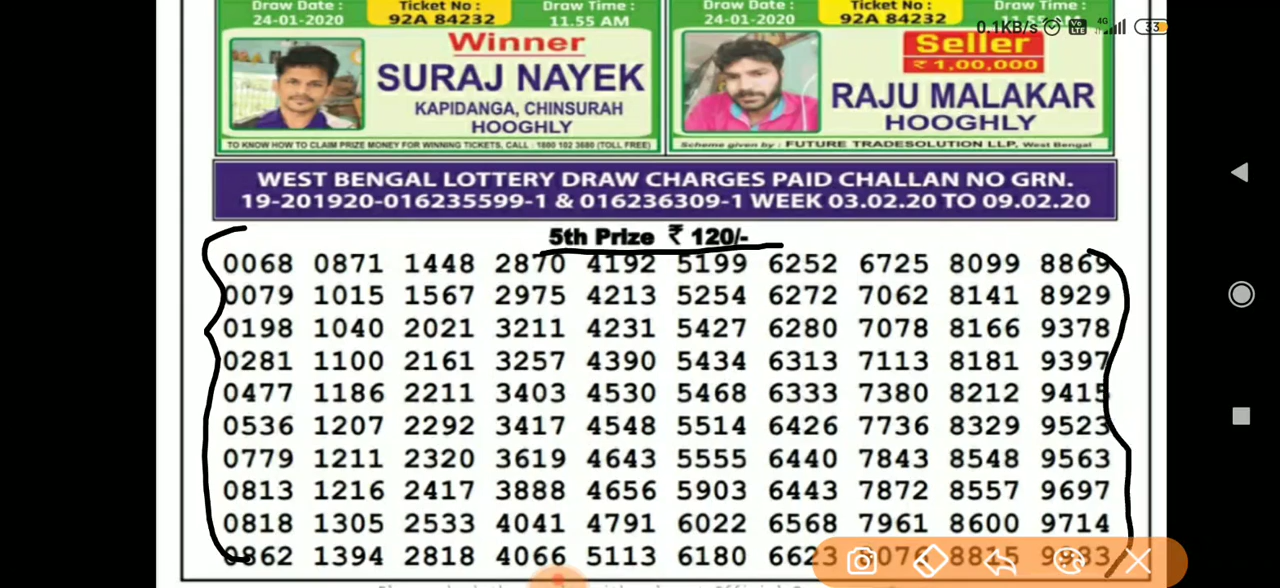 Draw Date : Ticket No : Draw Time :
24-01-2020 92A 84232 11.55 AM
Winner
SURAJ NAYEK
KAPIDANGA, CHINSURAH
HOOGHLY
TO KNOW HOW TO CLAIM PRIZE MONEY FOR WINNING TICKETS, CALL : 1800 102 3680 (TOLL FREE)
Draw Date : Ticket No : Draw Time :
24-01-2020 92A 84232
0.1KB/s 4G 33
Seller
₹ 1,00,000
RAJU MALAKAR
HOOGHLY
Scheme given by : FUTURE TRADESOLUTION LLP, West Bengal
WEST BENGAL LOTTERY DRAW CHARGES PAID CHALLAN NO GRN.
19-201920-016235599-1 & 016236309-1 WEEK 03.02.20 TO 09.02.20
5th Prize ₹ 120/-
0068 0871 1448 2870 4192 5199 6252 6725 8099 8869
0079 1015 1567 2975 4213 5254 6272 7062 8141 8929
0198 1040 2021 3211 4231 5427 6280 7078 8166 9378
0281 1100 2161 3257 4390 5434 6313 7113 8181 9397
0477 1186 2211 3403 4530 5468 6333 7380 8212 9415
0536 1207 2292 3417 4548 5514 6426 7736 8329 9523
0779 1211 2320 3619 4643 5555 6440 7843 8548 9563
0813 1216 2417 3888 4656 5903 6443 7872 8557 9697
0818 1305 2533 4041 4791 6022 6568 7961 8600 9714
0862 1394 2818 4066 5113 6180 6623 8815